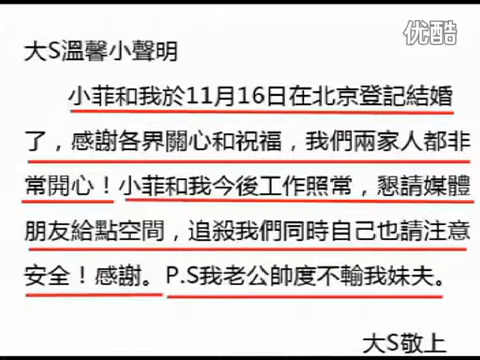 优酷
大S溫馨小聲明
小菲和我於11月16日在北京登記結婚
了，感謝各界關心和祝福，我們兩家人都非
常開心！小菲和我今後工作照常，懇請媒體
朋友給點空間，追殺我們同時自己也請注意
安全！感謝。P.S我老公帥度不輸我妹夫。
大S敬上